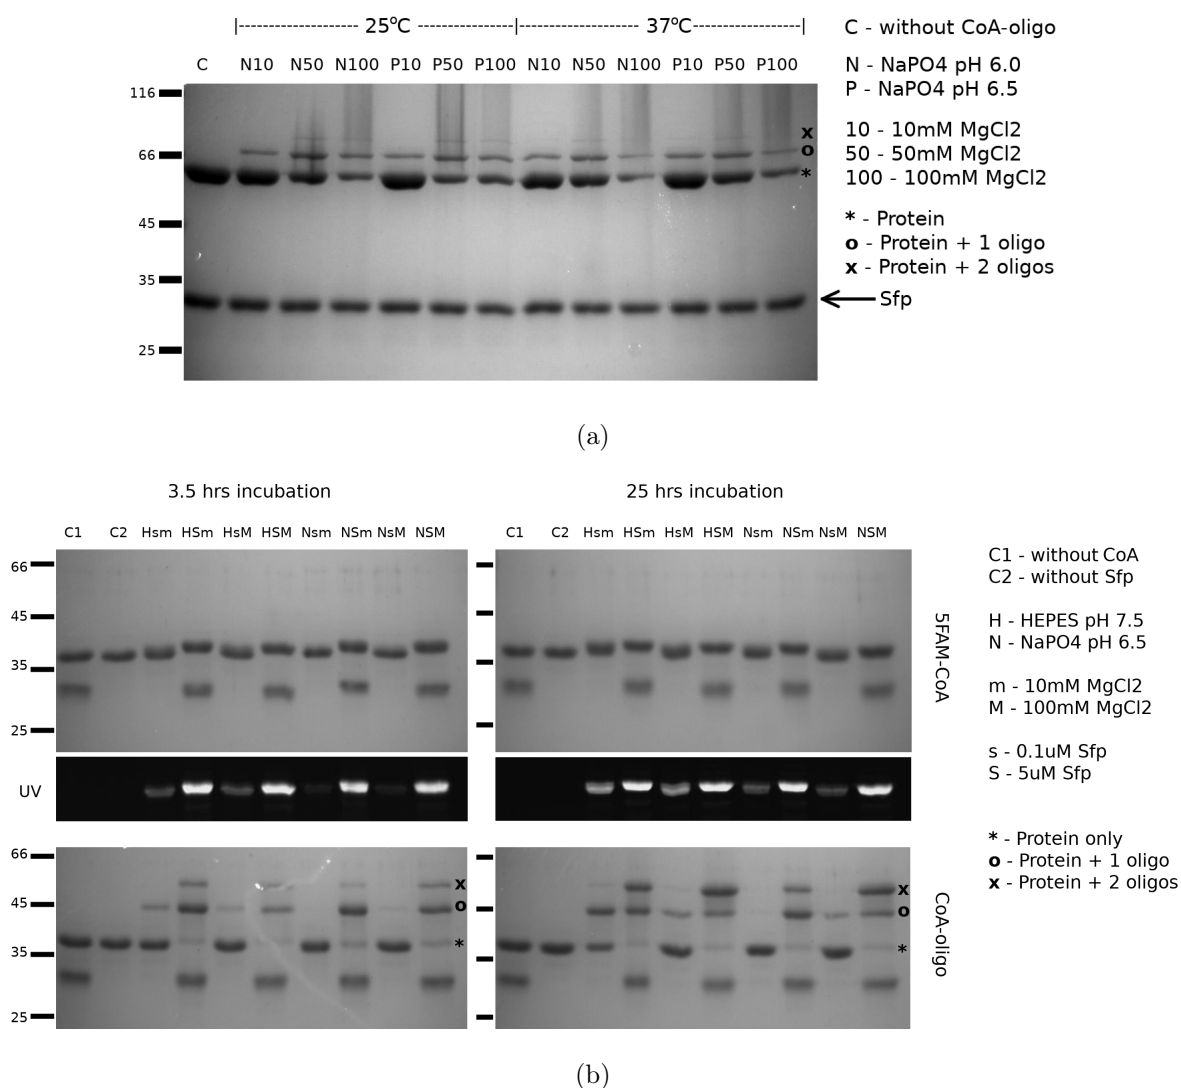 |------------------- 25ºC ---------------|------------------- 37ºC-----------------|
C N10 N50 N100 P10 P50 P100 N10 N50 N100 P10 P50 P100
116
66
45
35
25
x
o
*
C - without CoA-oligo
N - NaPO4 pH 6.0
P - NaPO4 pH 6.5
10 - 10mM MgCl2
50 - 50mM MgCl2
100 - 100mM MgCl2
* - Protein
o - Protein + 1 oligo
x - Protein + 2 oligos
Sfp
(a)
3.5 hrs incubation
25 hrs incubation
C1 C2 Hsm HSm HsM HSM Nsm NSm NsM NSM
C1 C2 Hsm HSm HsM HSM Nsm NSm NsM NSM
66
45
35
25
5FAM-CoA
UV
66
45
35
25
x
o
*
x
o
*
CoA-oligo
C1 - without CoA
C2 - without Sfp
H - HEPES pH 7.5
N - NaPO4 pH 6.5
m - 10mM MgCl2
M - 100mM MgCl2
s - 0.1uM Sfp
S - 5uM Sfp
* - Protein only
o - Protein + 1 oligo
x - Protein + 2 oligos
(b)